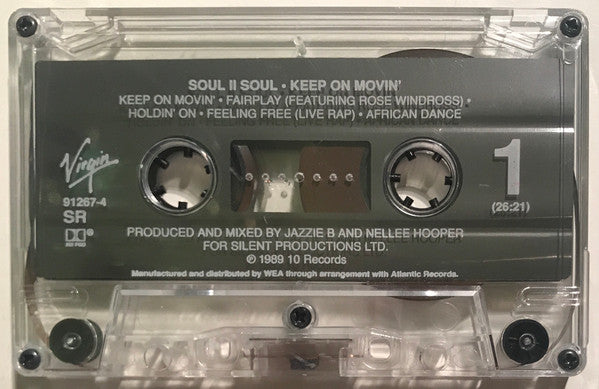 SOUL II SOUL • KEEP ON MOVIN'
KEEP ON MOVIN' • FAIRPLAY (FEATURING ROSE WINDROSS) •
HOLDIN' ON • FEELING FREE (LIVE RAP) • AFRICAN DANCE
Virgin
91267-4
SR
1
(26:21)
PRODUCED AND MIXED BY JAZZIE B AND NELLEE HOOPER
FOR SILENT PRODUCTIONS LTD.
℗ 1989 10 Records
Manufactured and distributed by WEA through arrangement with Atlantic Records.